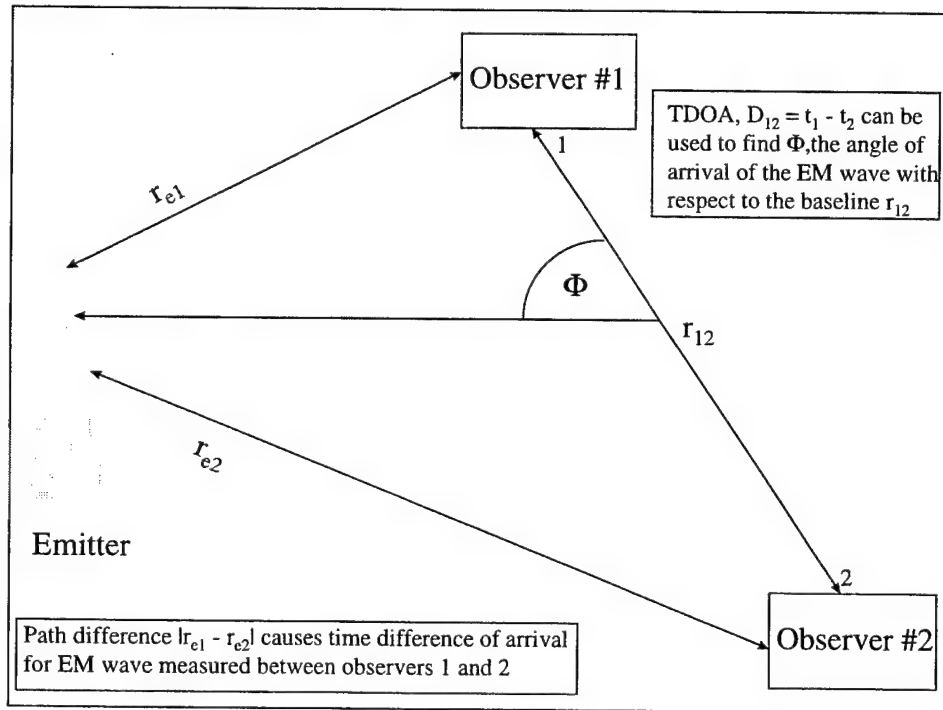 Observer #1
TDOA, D12 = t1 - t2 can be
used to find Φ,the angle of
arrival of the EM wave with
respect to the baseline r12
1
re1
Φ
r12
re2
Emitter
2
Path difference |re1 - re2| causes time difference of arrival
for EM wave measured between observers 1 and 2
Observer #2